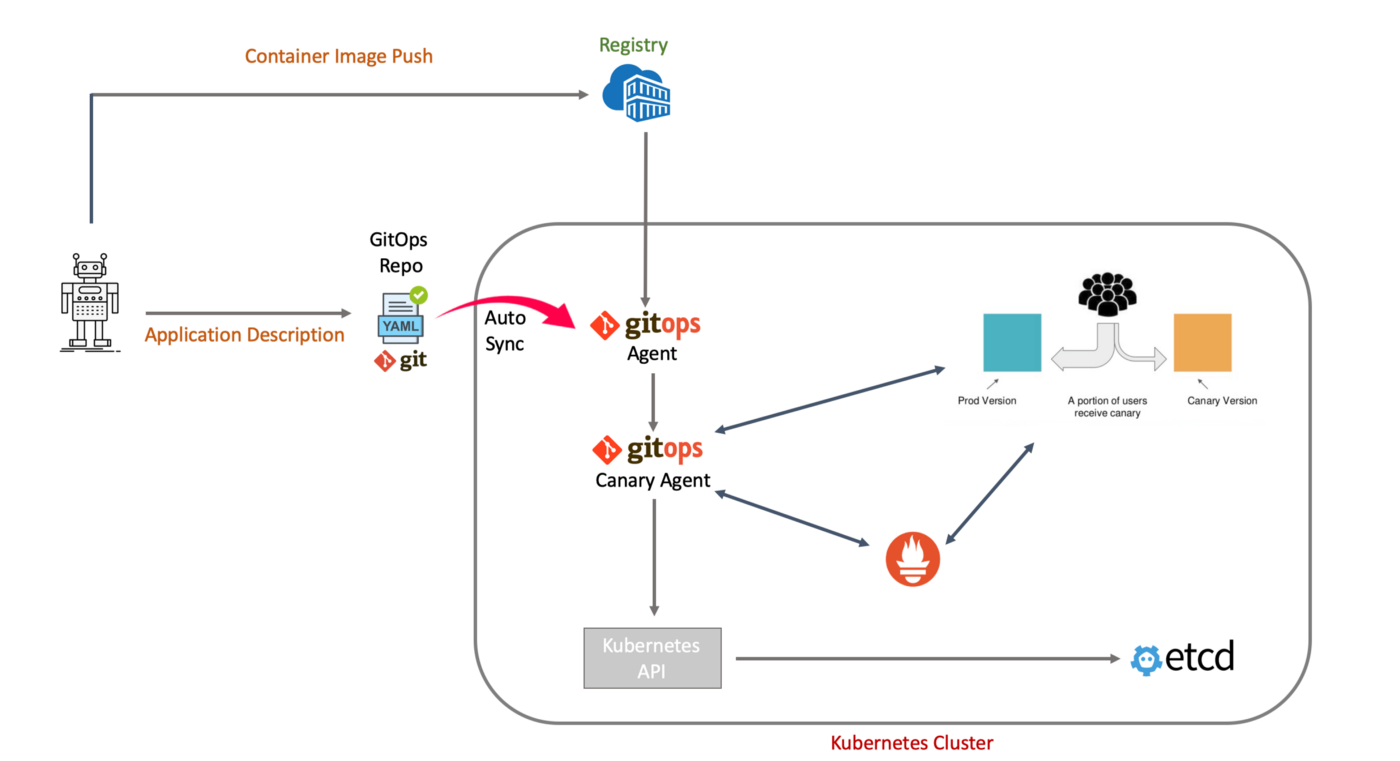 Container Image Push
Registry
GitOps
Repo
YAML
git
Application Description
Auto
Sync
gitops
Agent
gitops
Canary Agent
Prod Version
A portion of users
receive canary
Canary Version
Kubernetes
API
etcd
Kubernetes Cluster